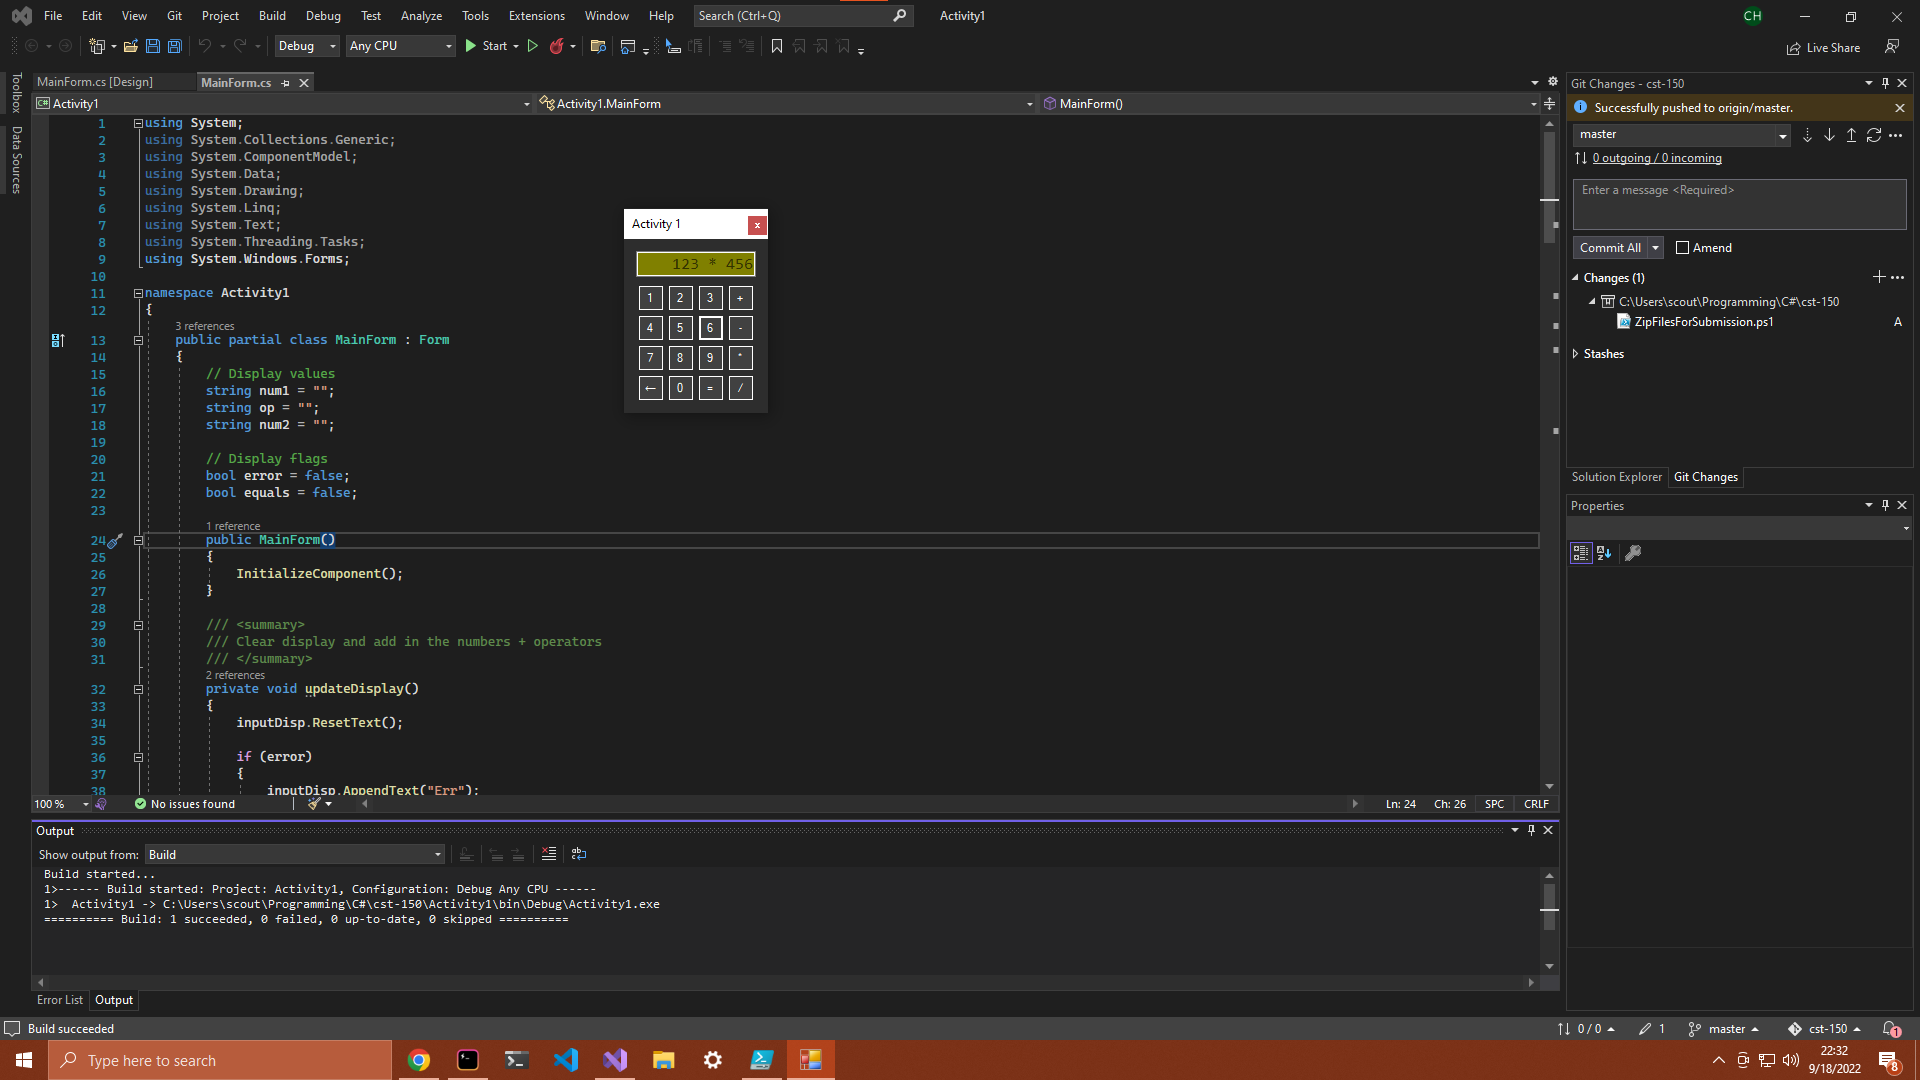 File Edit View Git Project Build Debug Test Analyze Tools Extensions Window Help Search (Ctrl+Q) Activity1 CH
Debug Any CPU Start Live Share
Toolbox
Data Sources
MainForm.cs [Design] MainForm.cs
Activity1 Activity1.MainForm MainForm()
1 using System;
2 using System.Collections.Generic;
3 using System.ComponentModel;
4 using System.Data;
5 using System.Drawing;
6 using System.Linq;
7 using System.Text;
8 using System.Threading.Tasks;
9 using System.Windows.Forms;
10
11 namespace Activity1
12 {
3 references
13 public partial class MainForm : Form
14 {
15 // Display values
16 string num1 = "";
17 string op = "";
18 string num2 = "";
19
20 // Display flags
21 bool error = false;
22 bool equals = false;
23
1 reference
24 public MainForm()
25 {
26 InitializeComponent();
27 }
28
29 /// <summary>
30 /// Clear display and add in the numbers + operators
31 /// </summary>
2 references
32 private void updateDisplay()
33 {
34 inputDisp.ResetText();
35
36 if (error)
37 {
38 inputDisp.AppendText("Err");
Activity 1 x
123 * 456
1 2 3 +
4 5 6 -
7 8 9 *
← 0 = /
100 % No issues found Ln: 24 Ch: 26 SPC CRLF
Output
Show output from: Build
Build started...
1>------ Build started: Project: Activity1, Configuration: Debug Any CPU ------
1>  Activity1 -> C:\Users\scout\Programming\C#\cst-150\Activity1\bin\Debug\Activity1.exe
========== Build: 1 succeeded, 0 failed, 0 up-to-date, 0 skipped ==========
Error List Output
Git Changes - cst-150
Successfully pushed to origin/master.
master
0 outgoing / 0 incoming
Enter a message <Required>
Commit All Amend
Changes (1)
C:\Users\scout\Programming\C#\cst-150
ZipFilesForSubmission.ps1 A
Stashes
Solution Explorer Git Changes
Properties
Build succeeded 0 / 0 1 master cst-150 1
Type here to search
22:32
9/18/2022
8